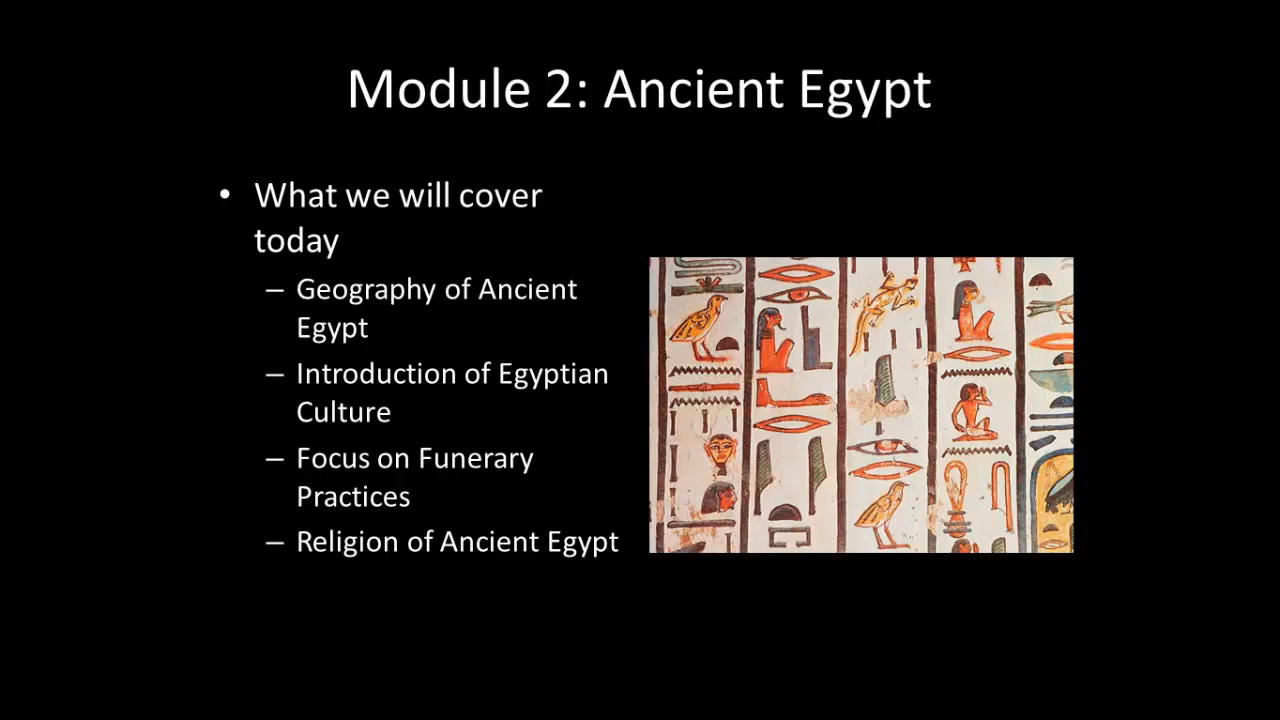 Module 2: Ancient Egypt
• What we will cover
today
– Geography of Ancient
Egypt
– Introduction of Egyptian
Culture
– Focus on Funerary
Practices
– Religion of Ancient Egypt